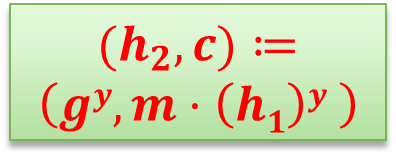 (h₂, c) ≔
(gʸ, m · (h₁)ʸ )